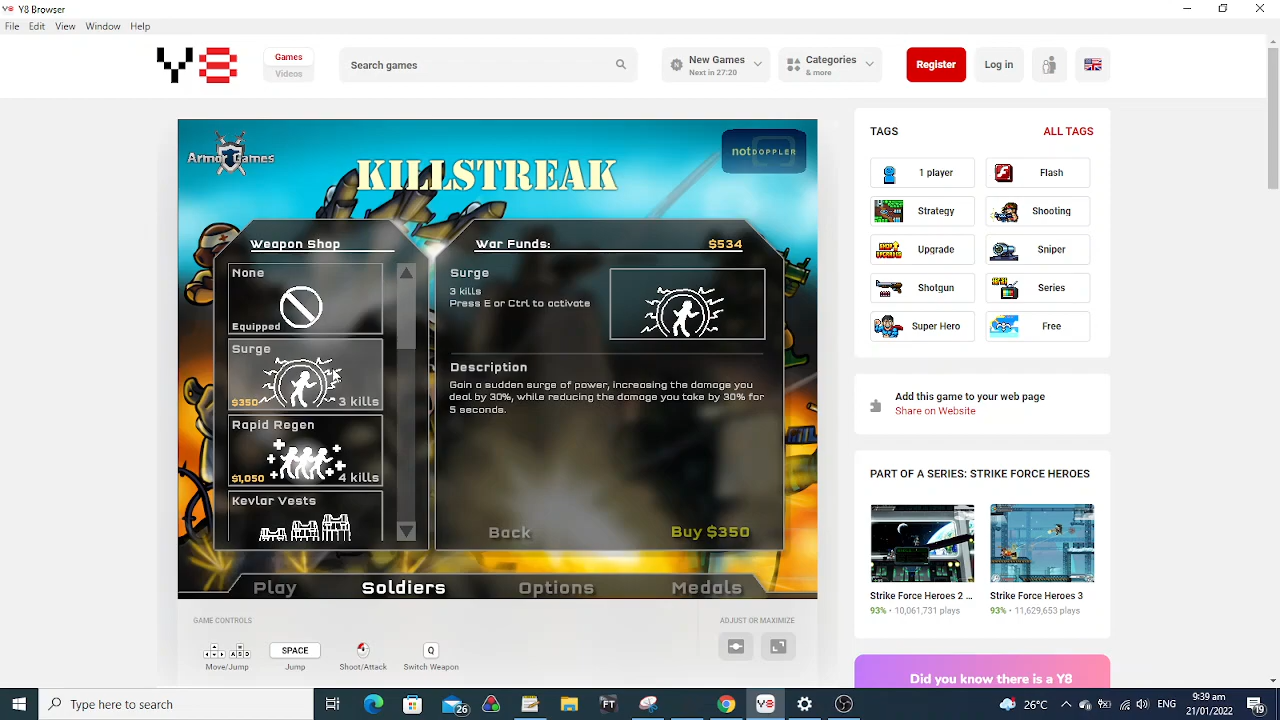 Y8 Browser
File Edit View Window Help
Y8
Games
Videos
Search games
New Games
Next in 27:20
Categories
& more
Register
Log in
Armor Games
notDOPPLER
KILLSTREAK
Weapon Shop
None
Equipped
Surge
$350 3 kills
Rapid Regen
$1,050 4 kills
Kevlar Vests
War Funds: $534
Surge
3 kills
Press E or Ctrl to activate
Description
Gain a sudden surge of power, increasing the damage you
deal by 30%, while reducing the damage you take by 30% for
5 seconds.
Back Buy $350
Play Soldiers Options Medals
GAME CONTROLS
A S D
Move/Jump
SPACE
Jump
Shoot/Attack
Q
Switch Weapon
ADJUST OR MAXIMIZE
TAGS ALL TAGS
1 player Flash
Strategy Shooting
Upgrade Sniper
Shotgun Series
Super Hero Free
Add this game to your web page
Share on Website
PART OF A SERIES: STRIKE FORCE HEROES
Strike Force Heroes 2 ...
93% • 10,061,731 plays
Strike Force Heroes 3
93% • 11,629,653 plays
Did you know there is a Y8
Type here to search
26
FT
Y8
26°C
ENG
9:39 am
21/01/2022
19